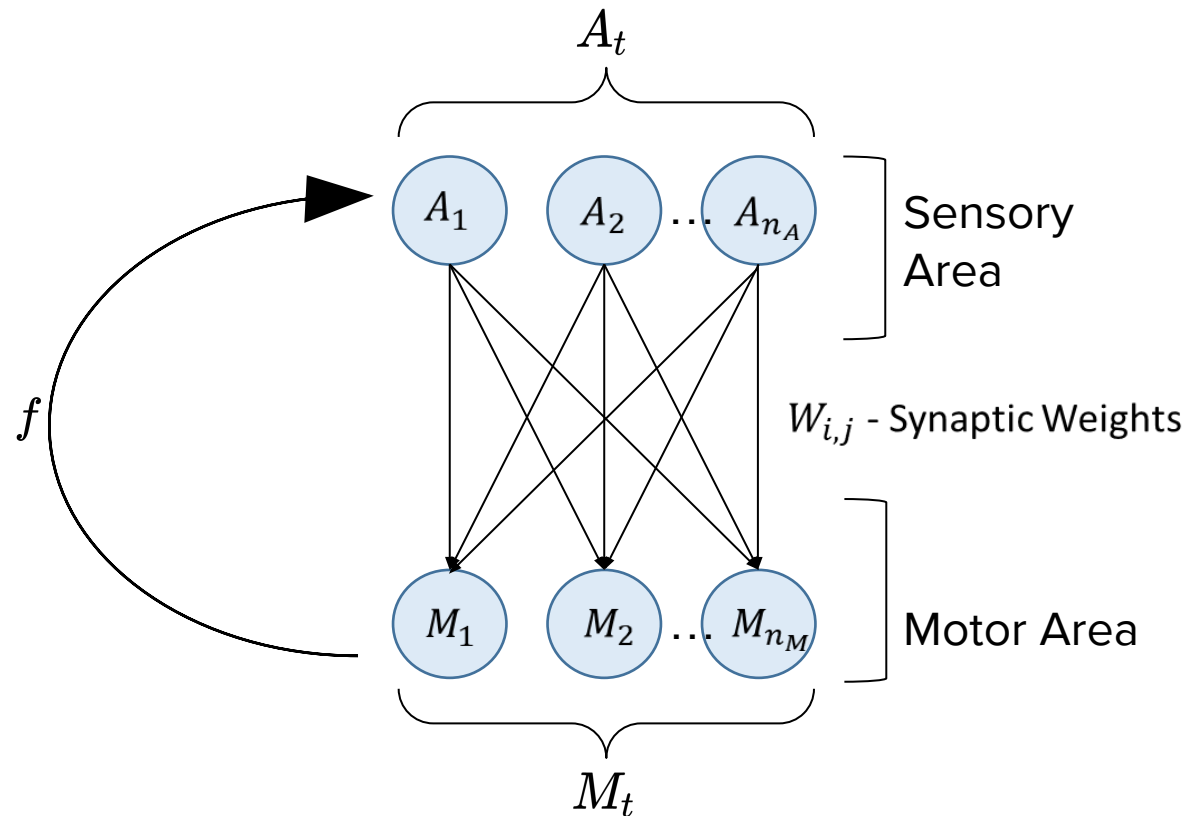 A_t
A_1 A_2 ... A_{n_A}
Sensory
Area
f
W_{i,j} - Synaptic Weights
M_1 M_2 ... M_{n_M}
Motor Area
M_t